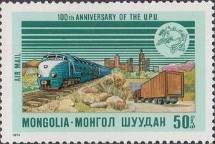 100th ANNIVERSARY OF THE U.P.U.
AIR MAIL
MONGOLIA-МОНГОЛ ШУУДАН 50